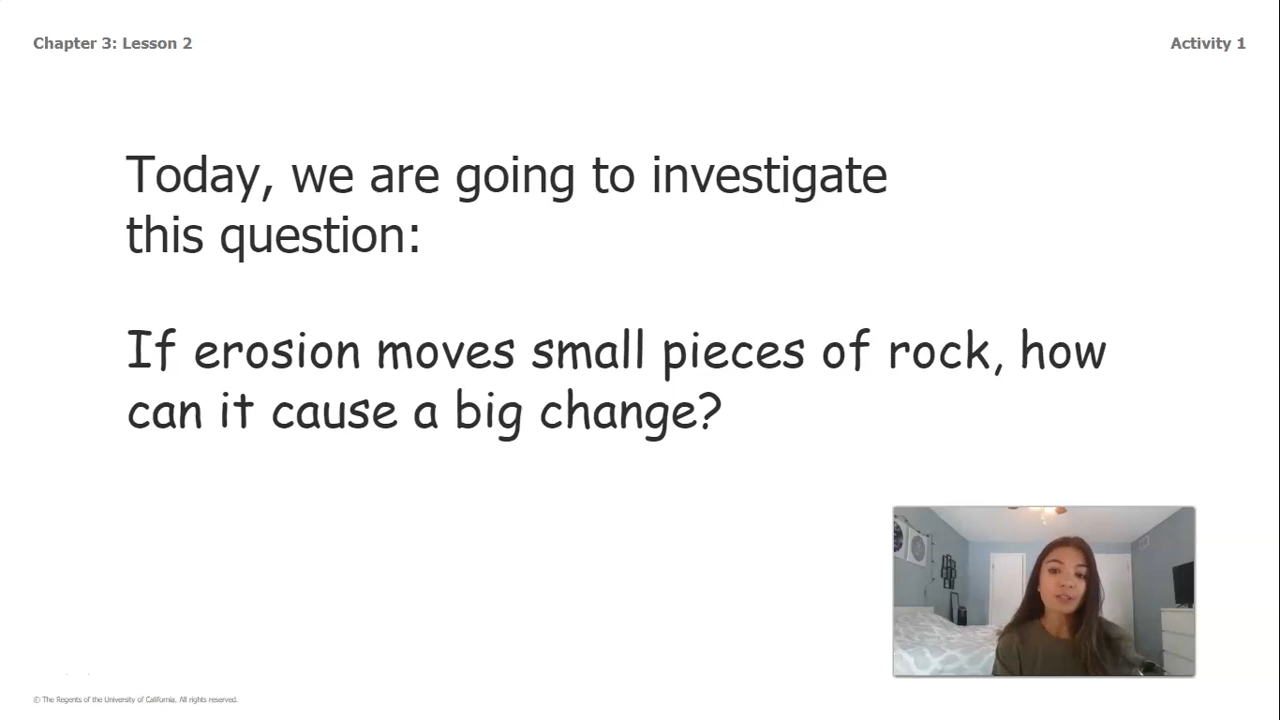 Chapter 3: Lesson 2
Activity 1
Today, we are going to investigate
this question:
If erosion moves small pieces of rock, how
can it cause a big change?
© The Regents of the University of California. All rights reserved.